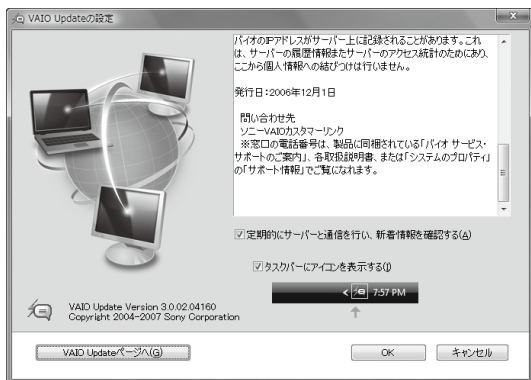 VAIO Updateの設定
バイオのIPアドレスがサーバー上に記録されることがあります。これ
は、サーバーの履歴情報またサーバーのアクセス統計のためにあり、
ここから個人情報への結びつけは行いません。
発行日：2006年12月1日
問い合わせ先
ソニーVAIOカスタマーリンク
※窓口の電話番号は、製品に同梱されている「バイオ サービス・
サポートのご案内」、各取扱説明書、または「システムのプロパティ」
の「サポート情報」でご覧になれます。
定期的にサーバーと通信を行い、新着情報を確認する(A)
タスクバーにアイコンを表示する(I)
7:57 PM
VAIO Update Version 3.0.02.04160
Copyright 2004-2007 Sony Corporation
VAIO Updateページへ(G)
OK
キャンセル